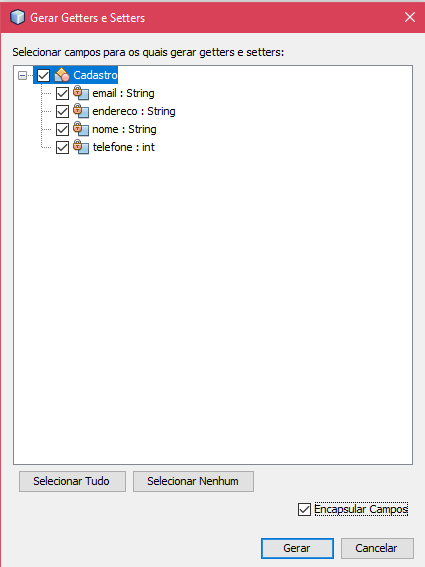 Gerar Getters e Setters
Selecionar campos para os quais gerar getters e setters:
Cadastro
email : String
endereco : String
nome : String
telefone : int
Selecionar Tudo
Selecionar Nenhum
Encapsular Campos
Gerar
Cancelar